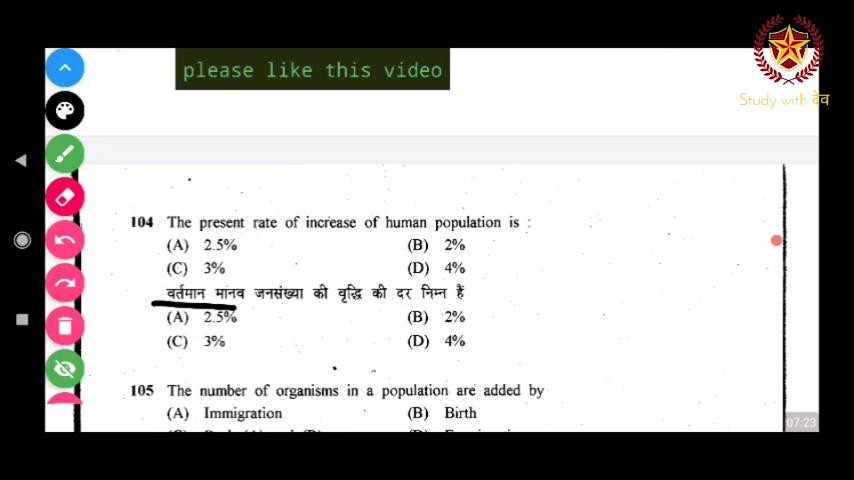 please like this video
Study with देव
104 The present rate of increase of human population is :
(A) 2.5% (B) 2%
(C) 3% (D) 4%
वर्तमान मानव जनसंख्या की वृद्धि की दर निम्न हैं
(A) 2.5% (B) 2%
(C) 3% (D) 4%
105 The number of organisms in a population are added by
(A) Immigration (B) Birth
07:23